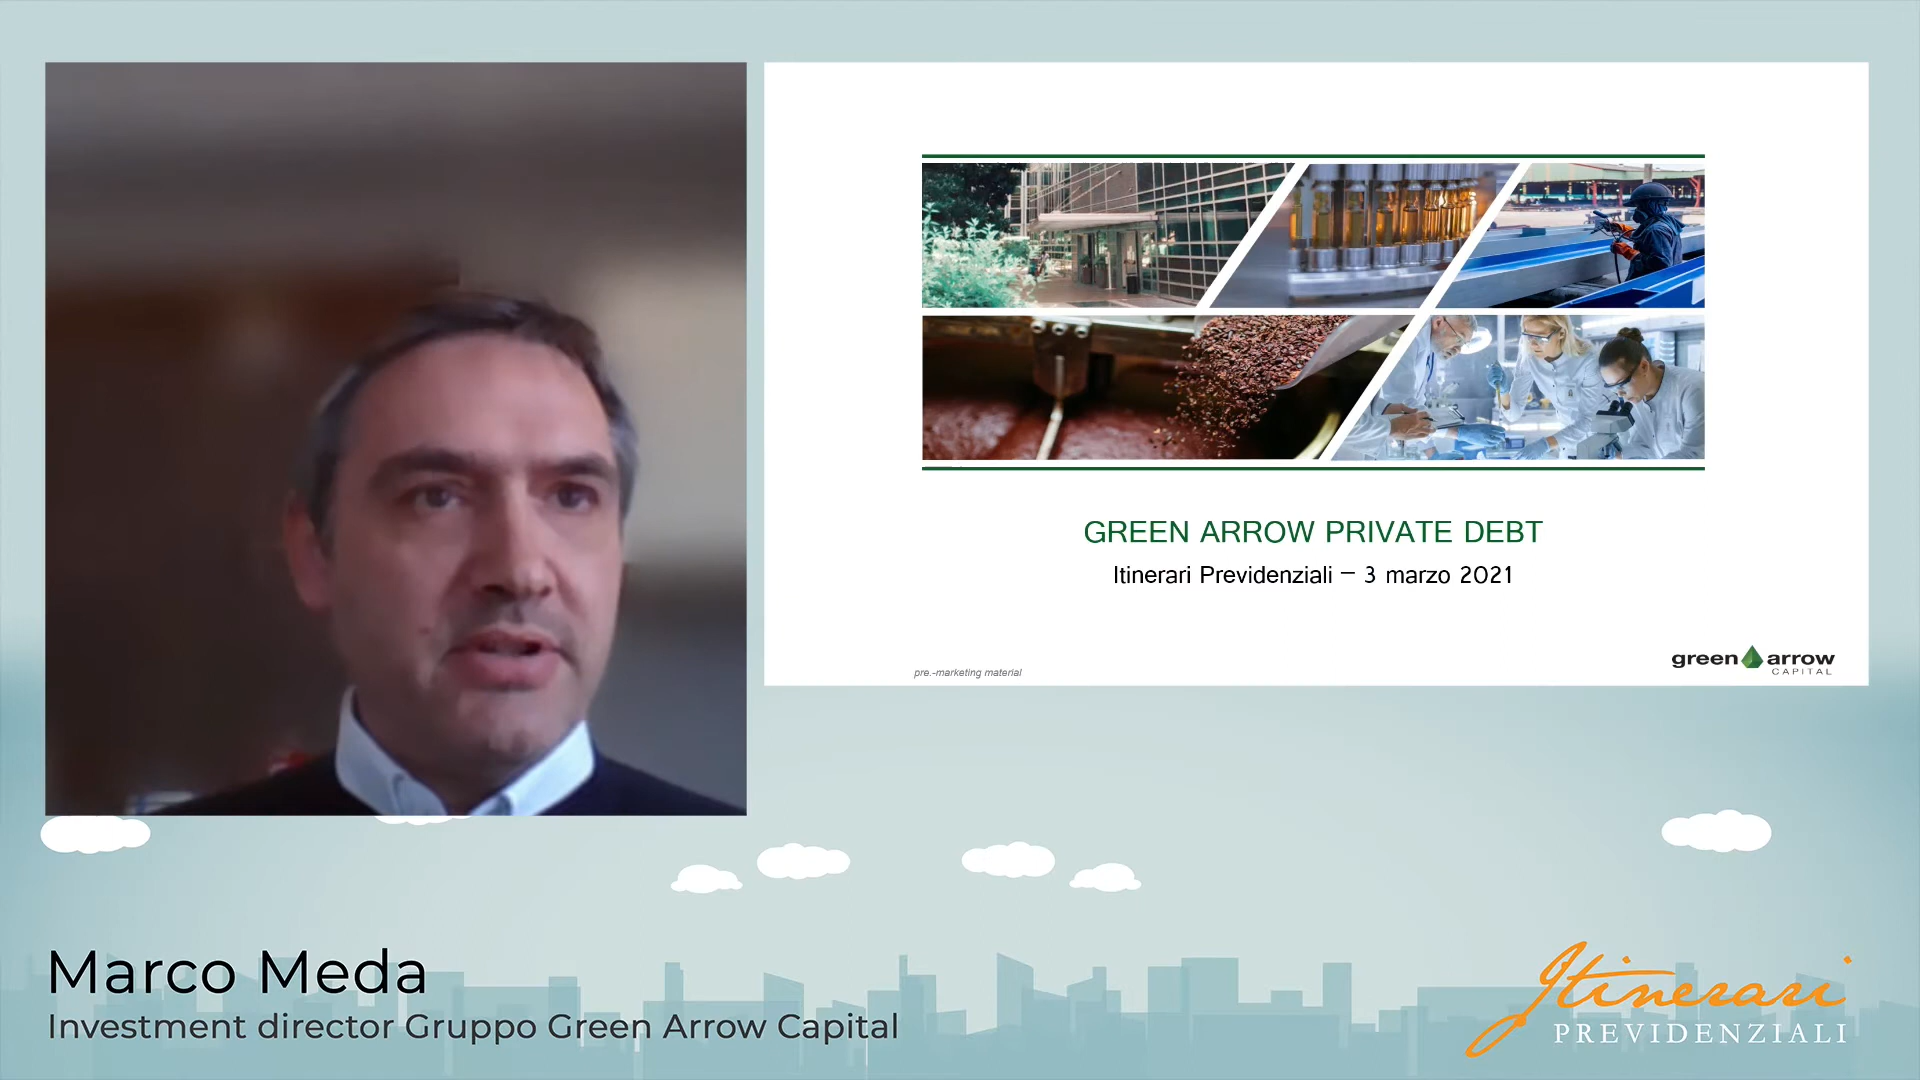 GREEN ARROW PRIVATE DEBT
Itinerari Previdenziali – 3 marzo 2021
pre.-marketing material
green arrow
CAPITAL
Marco Meda
Investment director Gruppo Green Arrow Capital
Itinerari
PREVIDENZIALI